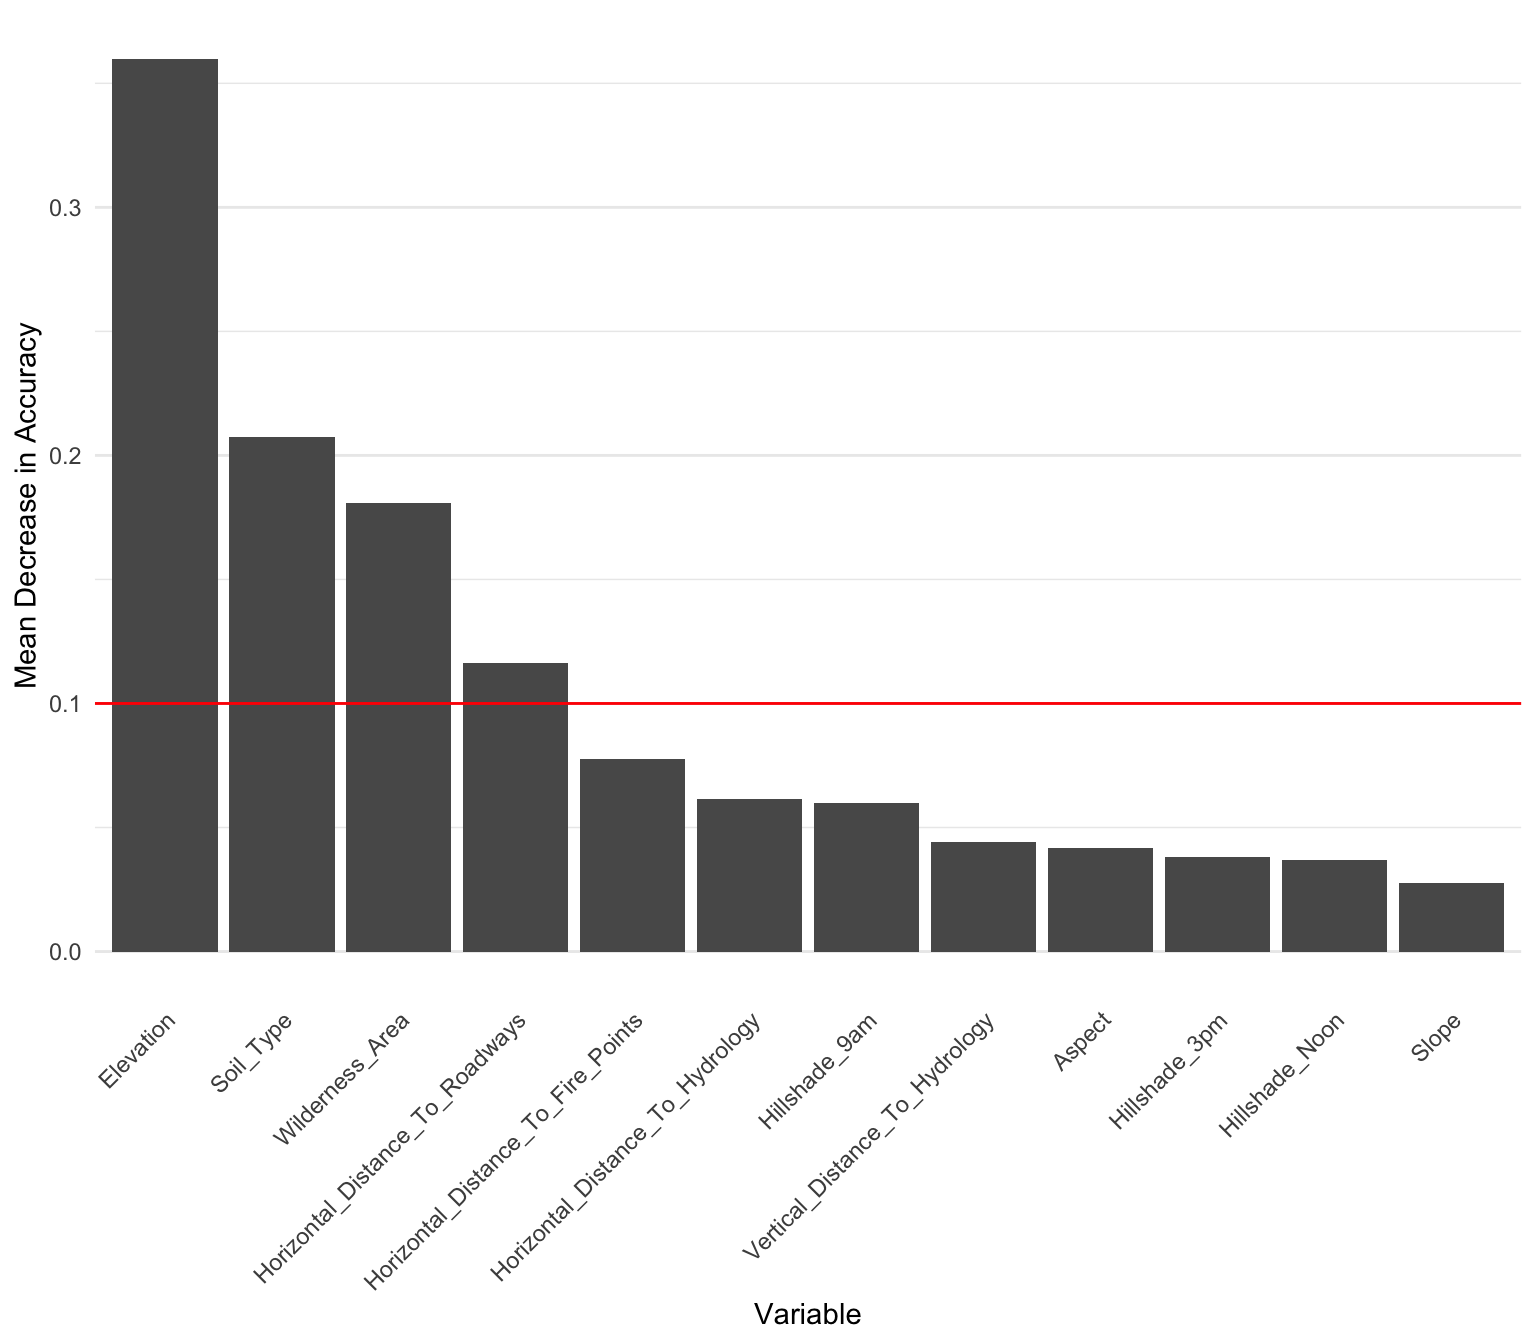 Mean Decrease in Accuracy
0.3
0.2
0.1
0.0
Elevation
Soil_Type
Wilderness_Area
Horizontal_Distance_To_Roadways
Horizontal_Distance_To_Fire_Points
Horizontal_Distance_To_Hydrology
Hillshade_9am
Vertical_Distance_To_Hydrology
Aspect
Hillshade_3pm
Hillshade_Noon
Slope
Variable